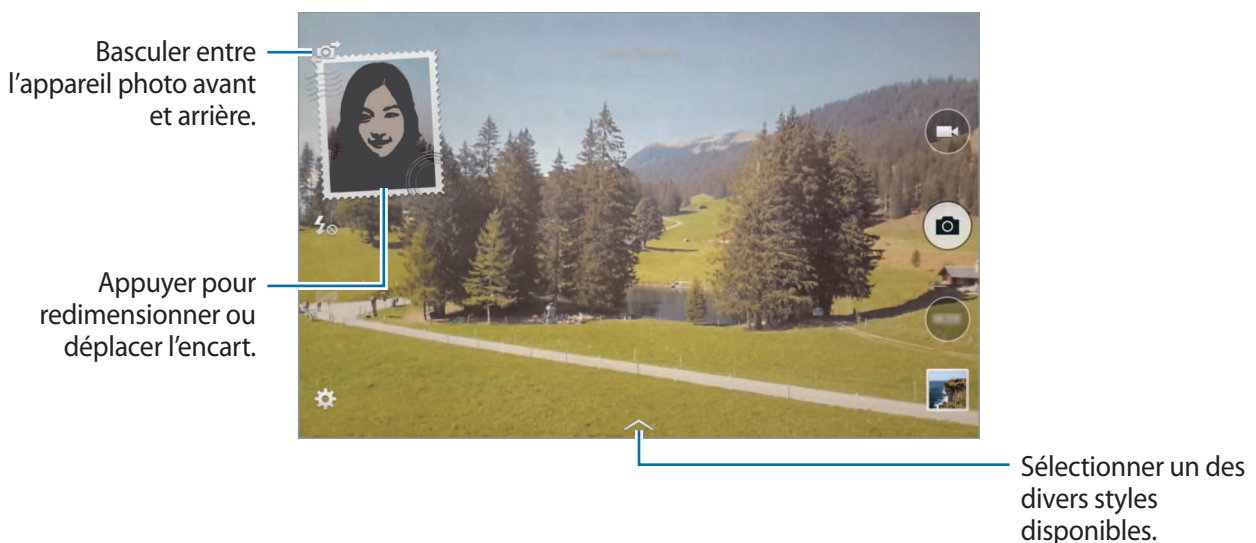 Basculer entre
l’appareil photo avant
et arrière.
Appuyer pour
redimensionner ou
déplacer l’encart.
Sélectionner un des
divers styles
disponibles.